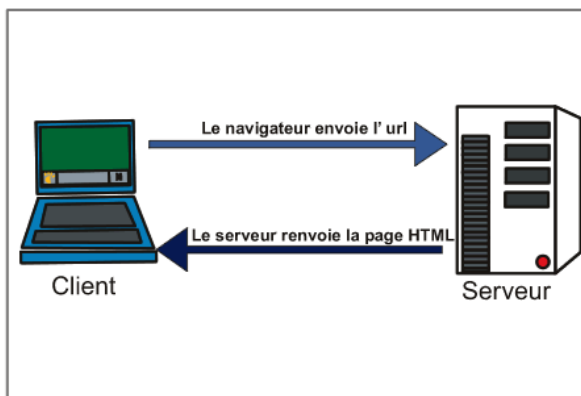 Le navigateur envoie l' url
Le serveur renvoie la page HTML
Client
Serveur